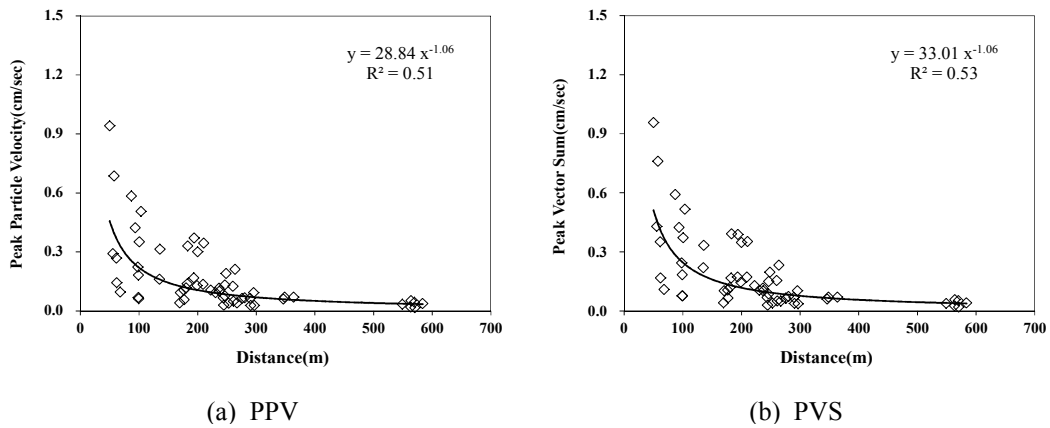 1.5
1.2
0.9
0.6
0.3
0.0
Peak Particle Velocity(cm/sec)
y = 28.84 x^-1.06
R² = 0.51
0 100 200 300 400 500 600 700
Distance(m)
(a) PPV
1.5
1.2
0.9
0.6
0.3
0.0
Peak Vector Sum(cm/sec)
y = 33.01 x^-1.06
R² = 0.53
0 100 200 300 400 500 600 700
Distance(m)
(b) PVS